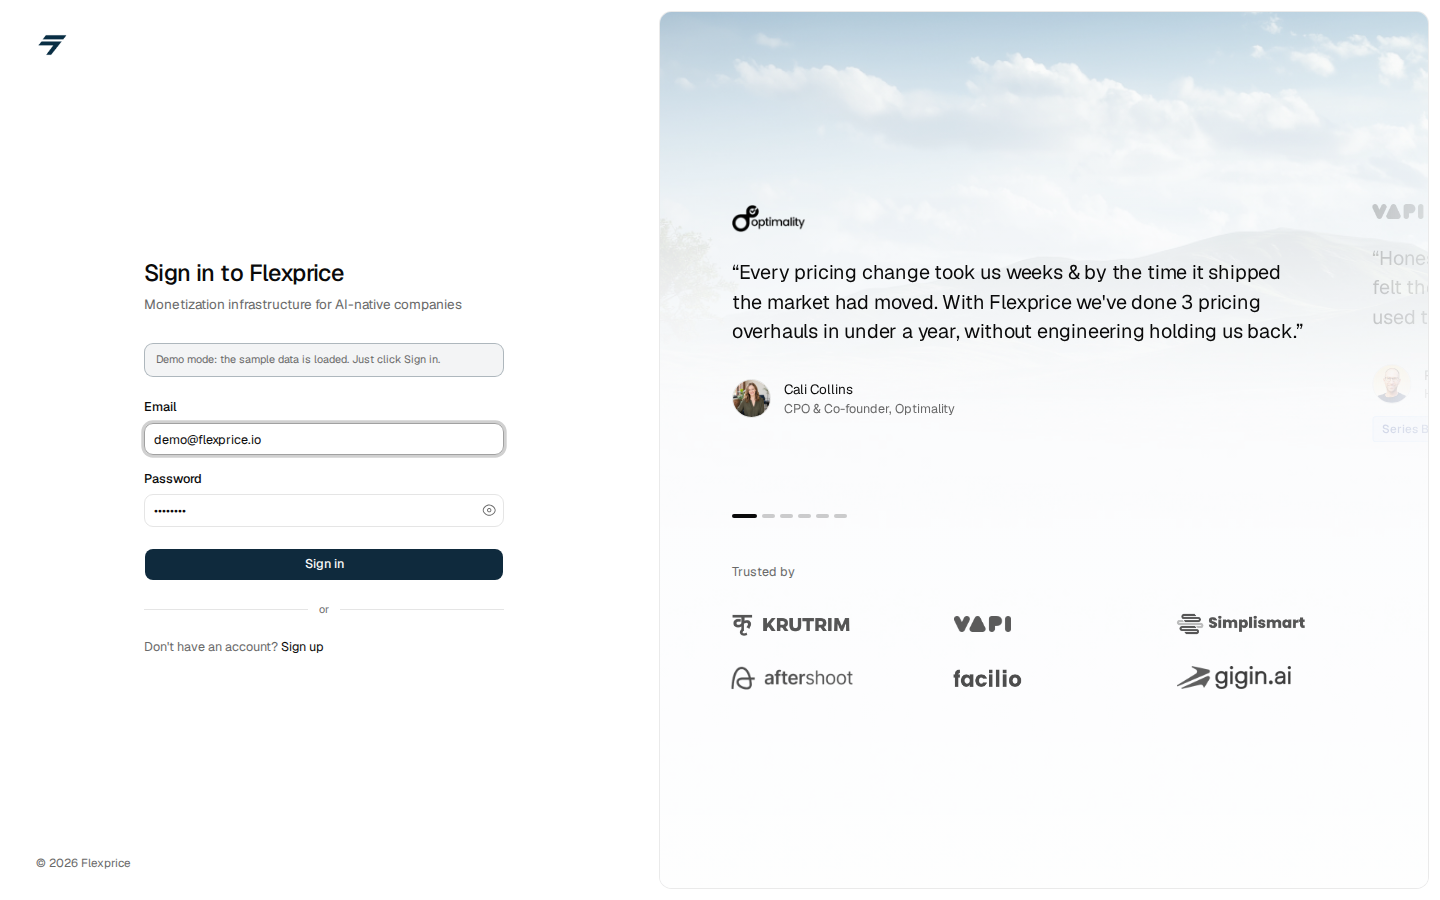 Sign in to Flexprice
Monetization infrastructure for AI-native companies
Demo mode: the sample data is loaded. Just click Sign in.
Email
demo@flexprice.io
Password
••••••••
Sign in
or
Don't have an account? Sign up
© 2026 Flexprice
optimality
“Every pricing change took us weeks & by the time it shipped
the market had moved. With Flexprice we've done 3 pricing
overhauls in under a year, without engineering holding us back.”
Cali Collins
CPO & Co-founder, Optimality
VAPI
felt
used
Series B
Trusted by
कृ KRUTRIM
VAPI
Simplismart
aftershoot
facilio
gigin.ai